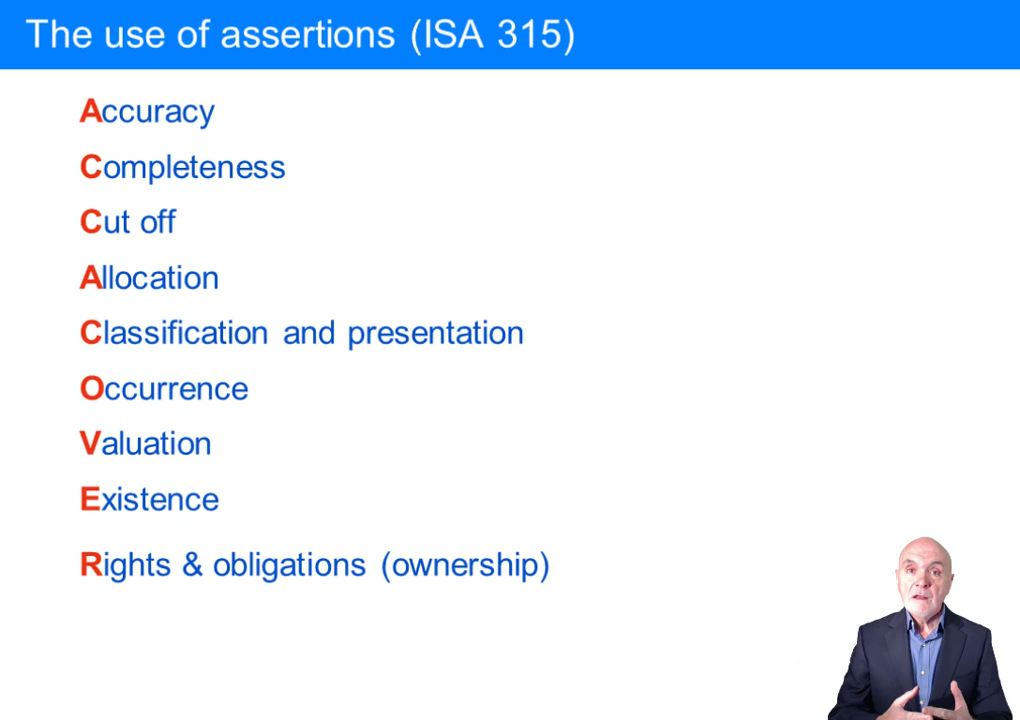 The use of assertions (ISA 315)
Accuracy
Completeness
Cut off
Allocation
Classification and presentation
Occurrence
Valuation
Existence
Rights & obligations (ownership)